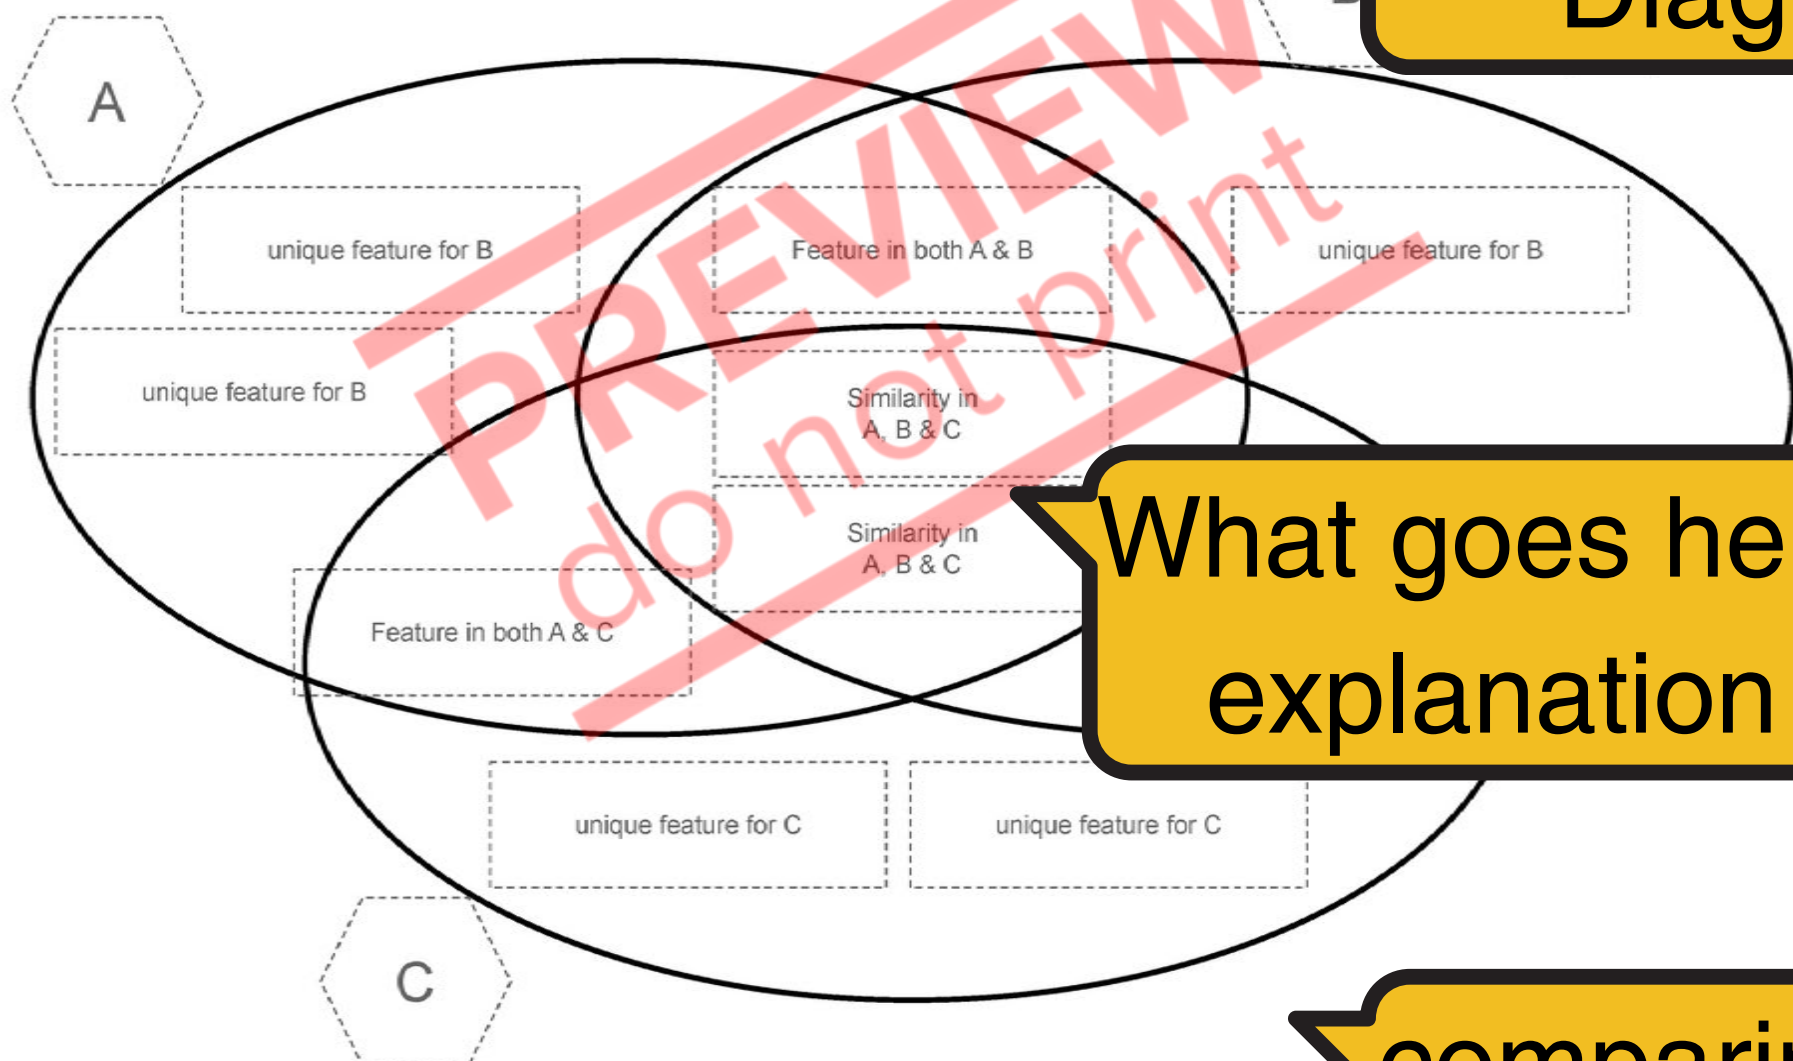 Diag
A
unique feature for B
Feature in both A & B
unique feature for B
unique feature for B
Similarity in
A, B & C
Similarity in
A, B & C
What goes he
explanation
Feature in both A & C
unique feature for C
unique feature for C
C
comparin
PREVIEW
do not print